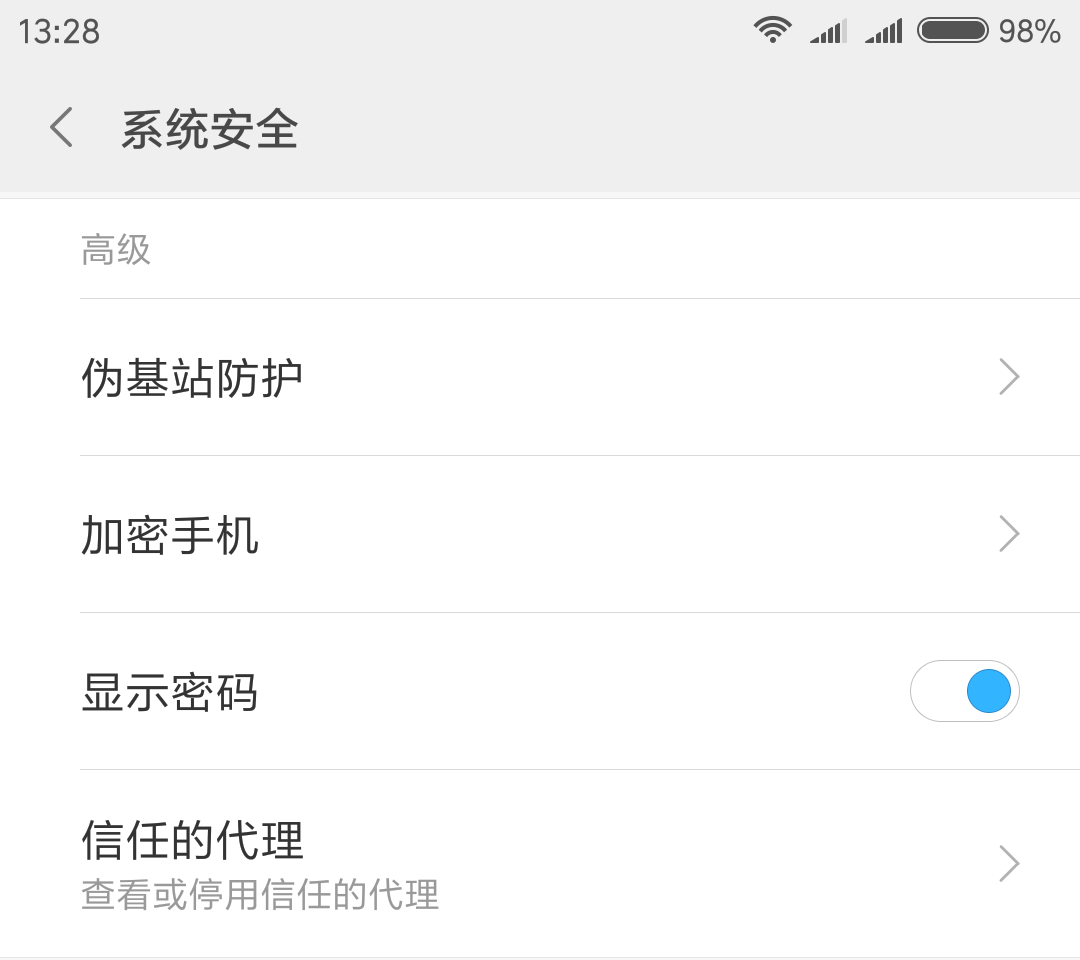 13:28 98%
系统安全
高级
伪基站防护
加密手机
显示密码
信任的代理
查看或停用信任的代理